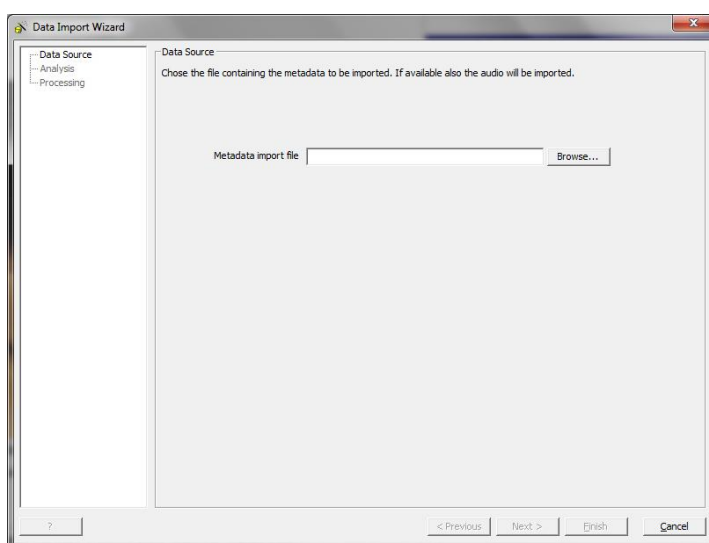 Data Import Wizard
x
Data Source
Analysis
Processing
Data Source
Chose the file containing the metadata to be imported. If available also the audio will be imported.
Metadata import file
Browse...
?
< Previous
Next >
Finish
Cancel